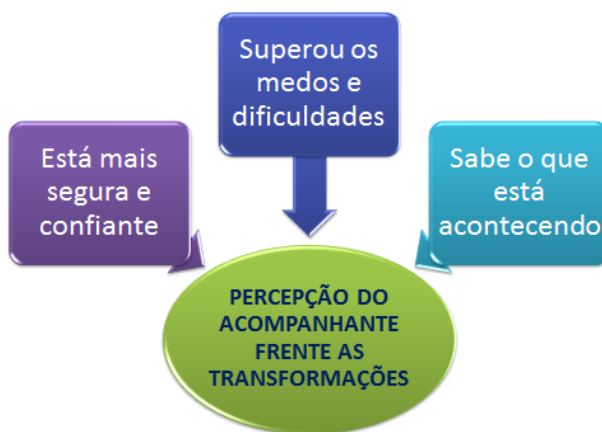 Superou os
medos e
dificuldades
Está mais
segura e
confiante
Sabe o que
está
acontecendo
PERCEPÇÃO DO
ACOMPANHANTE
FRENTE AS
TRANSFORMAÇÕES